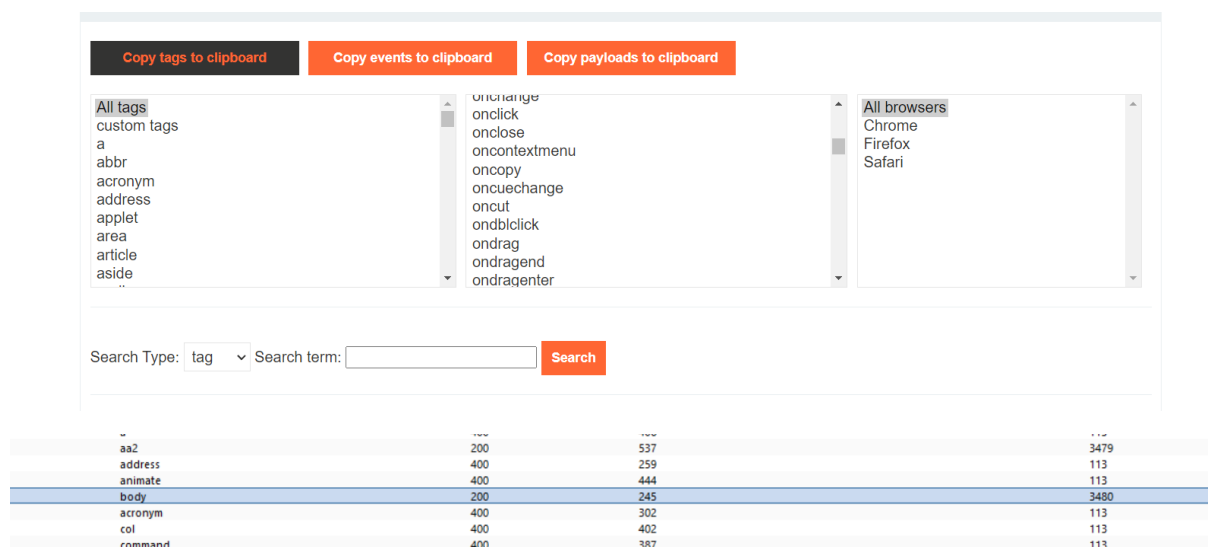 Copy tags to clipboard Copy events to clipboard Copy payloads to clipboard
All tags
custom tags
a
abbr
acronym
address
applet
area
article
aside
onchange
onclick
onclose
oncontextmenu
oncopy
oncuechange
oncut
ondblclick
ondrag
ondragend
ondragenter
All browsers
Chrome
Firefox
Safari
Search Type: tag Search term: Search
aa2 200 537 3479
address 400 259 113
animate 400 444 113
body 200 245 3480
acronym 400 302 113
col 400 402 113
command 400 387 113